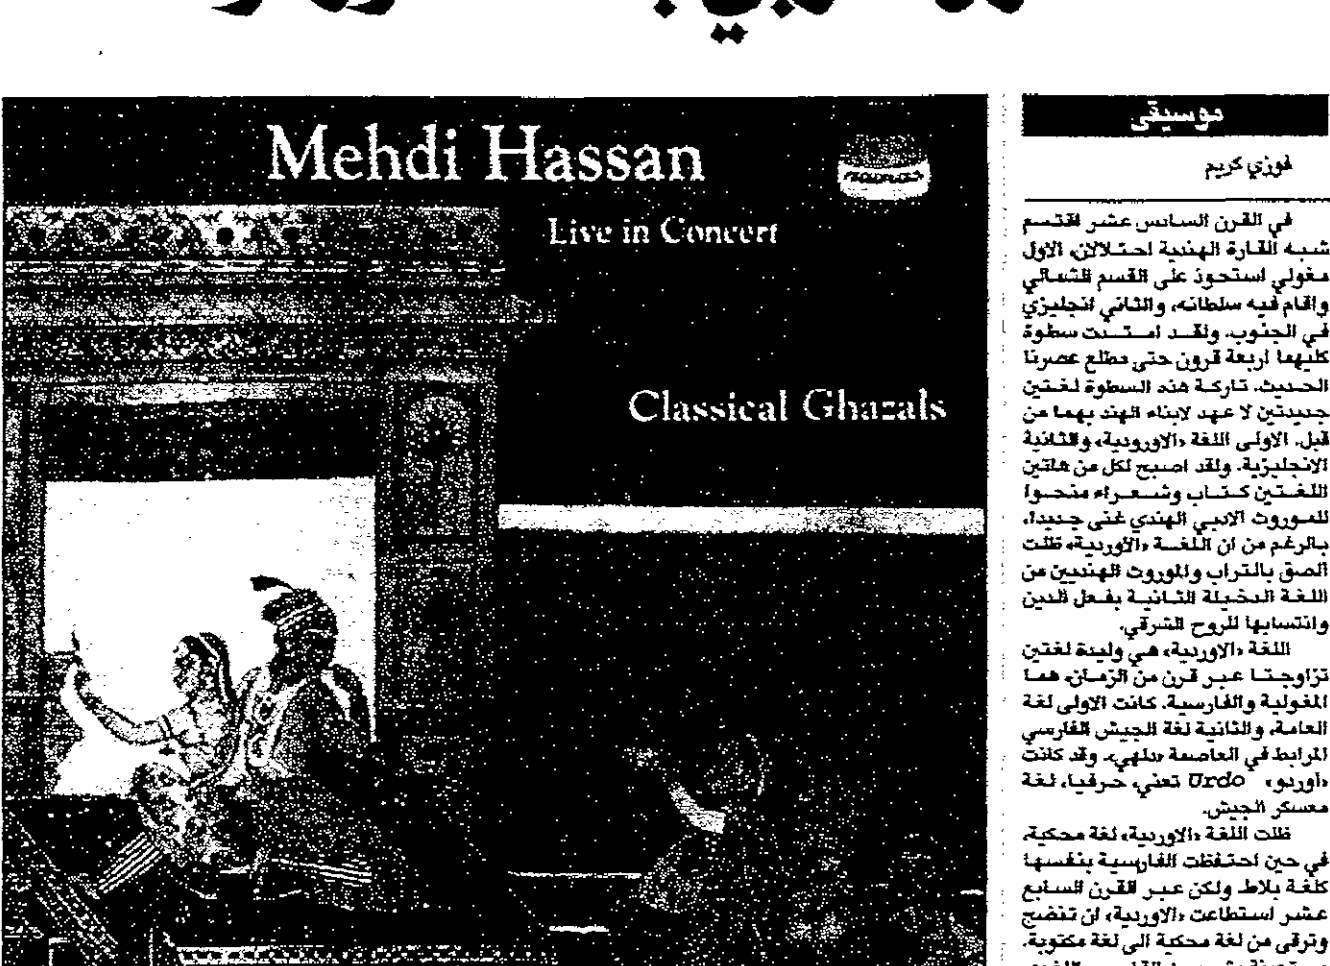 Mehdi Hassan
Live in Concert
Classical Ghazals
موسيقى
فوزي كريم
في القرن السادس عشر اقتسم
شبه القارة الهندية احتلالان، الاول
مغولي استحوذ على القسم الشمالي
واقام فيه سلطانه، والثاني انجليزي
في الجنوب. ولقد امتدت سطوة
كليهما اربعة قرون حتى مطلع عصرنا
الحديث. تاركة هذه السطوة لغتين
جديدتين لا عهد لابناء الهند بهما من
قبل. الاولى اللغة «الاوردية» والثانية
الانجليزية. ولقد اصبح لكل من هاتين
اللغتين كتاب وشعراء منحوا
للموروث الادبي الهندي غنى جديدا،
بالرغم من ان اللغة «الاوردية» ظلت
الصق بالتراب والموروث الهنديين من
اللغة الدخيلة الثانية بفعل الدين
وانتسابها للروح الشرقي.
اللغة «الاوردية» هي وليدة لغتين
تزاوجتا عبر قرن من الزمان، هما
المغولية والفارسية. كانت الاولى لغة
العامة، والثانية لغة الجيش الفارسي
المرابط في العاصمة «دلهي». وقد كانت
«اوردو» Urdo تعني، حرفيا، لغة
معسكر الجيش.
ظلت اللغة «الاوردية» لغة محكية،
في حين احتفظت الفارسية بنفسها
كلغة بلاط. ولكن عبر القرن السابع
عشر استطاعت «الاوردية» ان تنضج
وترقى من لغة محكية الى لغة مكتوبة.